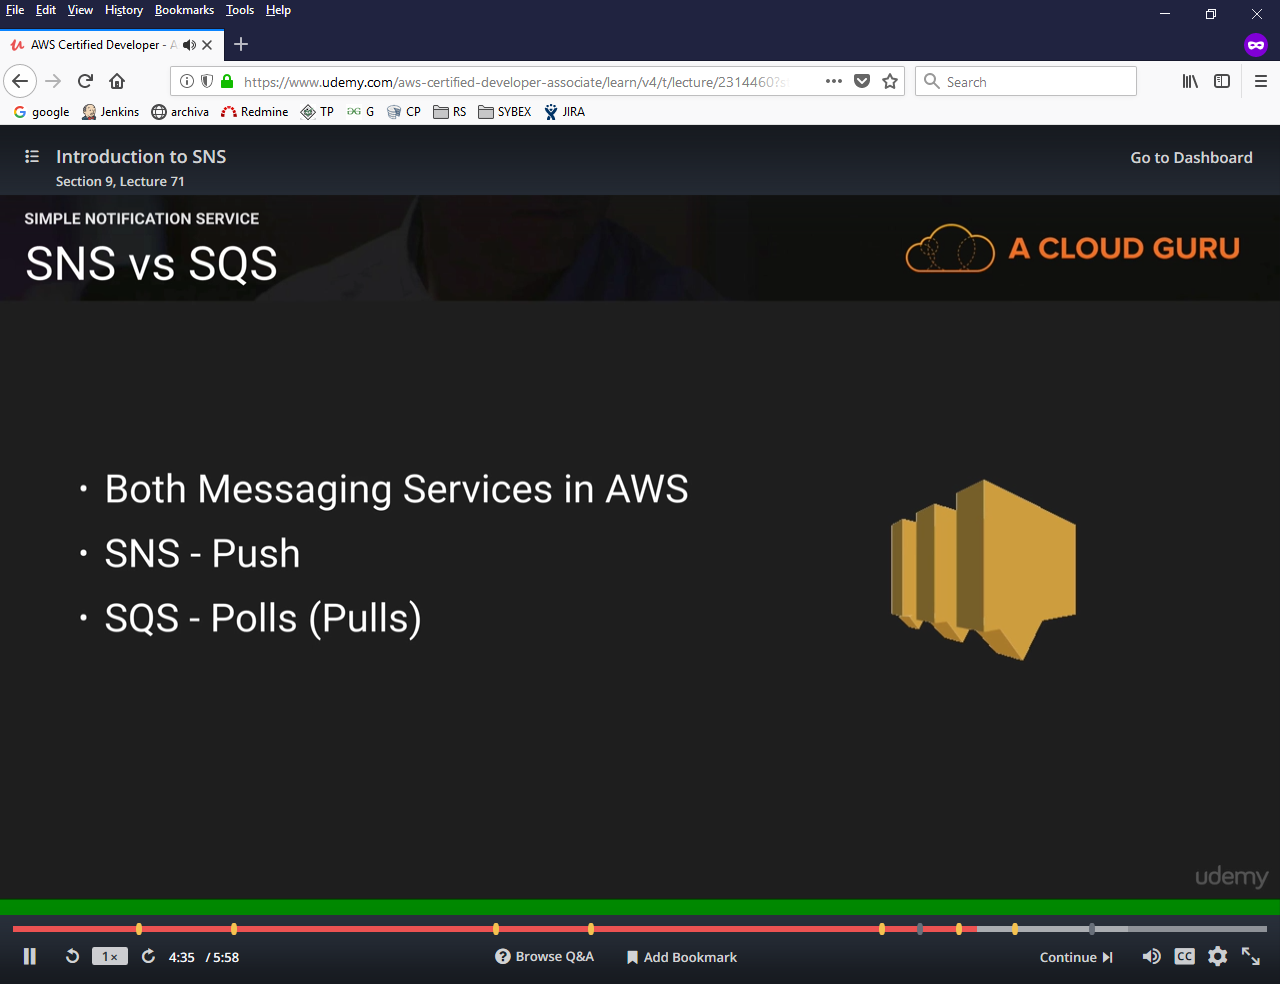 File Edit View History Bookmarks Tools Help
AWS Certified Developer - A
https://www.udemy.com/aws-certified-developer-associate/learn/v4/t/lecture/2314460?s
Search
google Jenkins archiva Redmine TP G CP RS SYBEX JIRA
Introduction to SNS
Go to Dashboard
Section 9, Lecture 71
SIMPLE NOTIFICATION SERVICE
SNS vs SQS
A CLOUD GURU
• Both Messaging Services in AWS
• SNS - Push
• SQS - Polls (Pulls)
udemy
1× 4:35 / 5:58 Browse Q&A Add Bookmark Continue CC